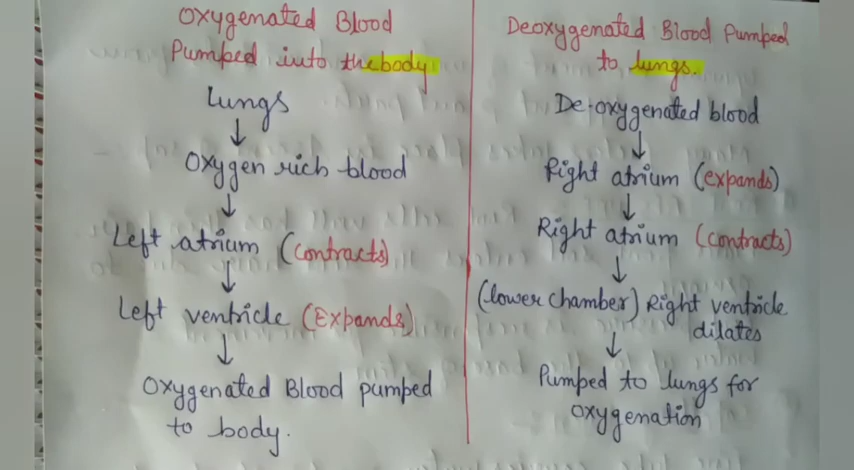 Oxygenated Blood
Pumped into the body
Lungs
↓
Oxygen rich blood
↓
Left atrium (Contracts)
↓
Left ventricle (Expands)
↓
Oxygenated Blood pumped
to body.
Deoxygenated Blood Pumped
to lungs.
De-oxygenated blood
↓
Right atrium (expands)
↓
Right atrium (Contracts)
↓
(lower chamber) Right ventricle
dilates
↓
Pumped to lungs for
oxygenation